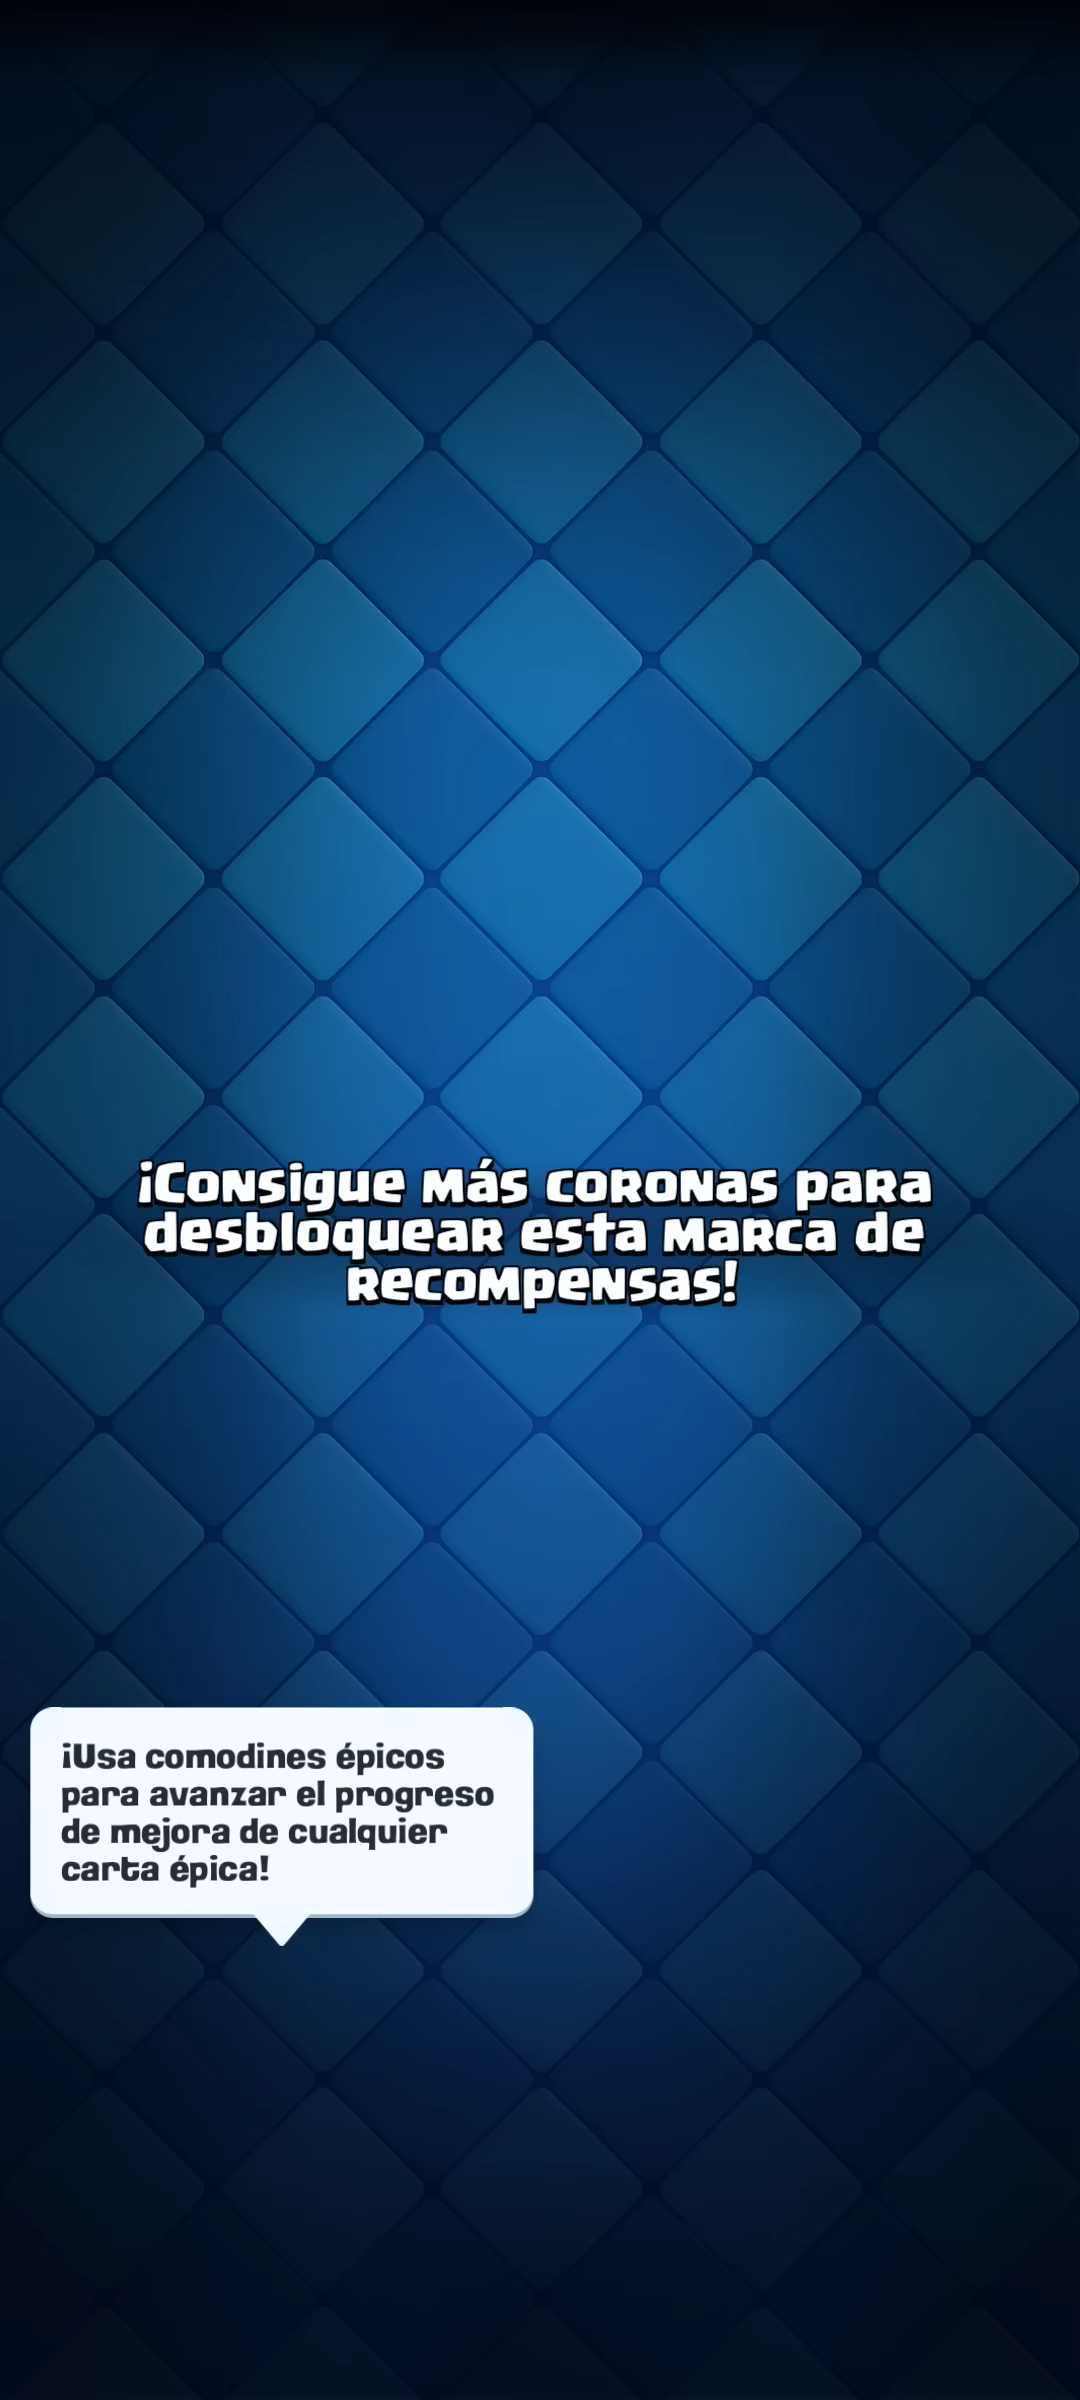 ¡Consigue más coronas para
desbloquear esta marca de
recompensas!
¡Usa comodines épicos
para avanzar el progreso
de mejora de cualquier
carta épica!